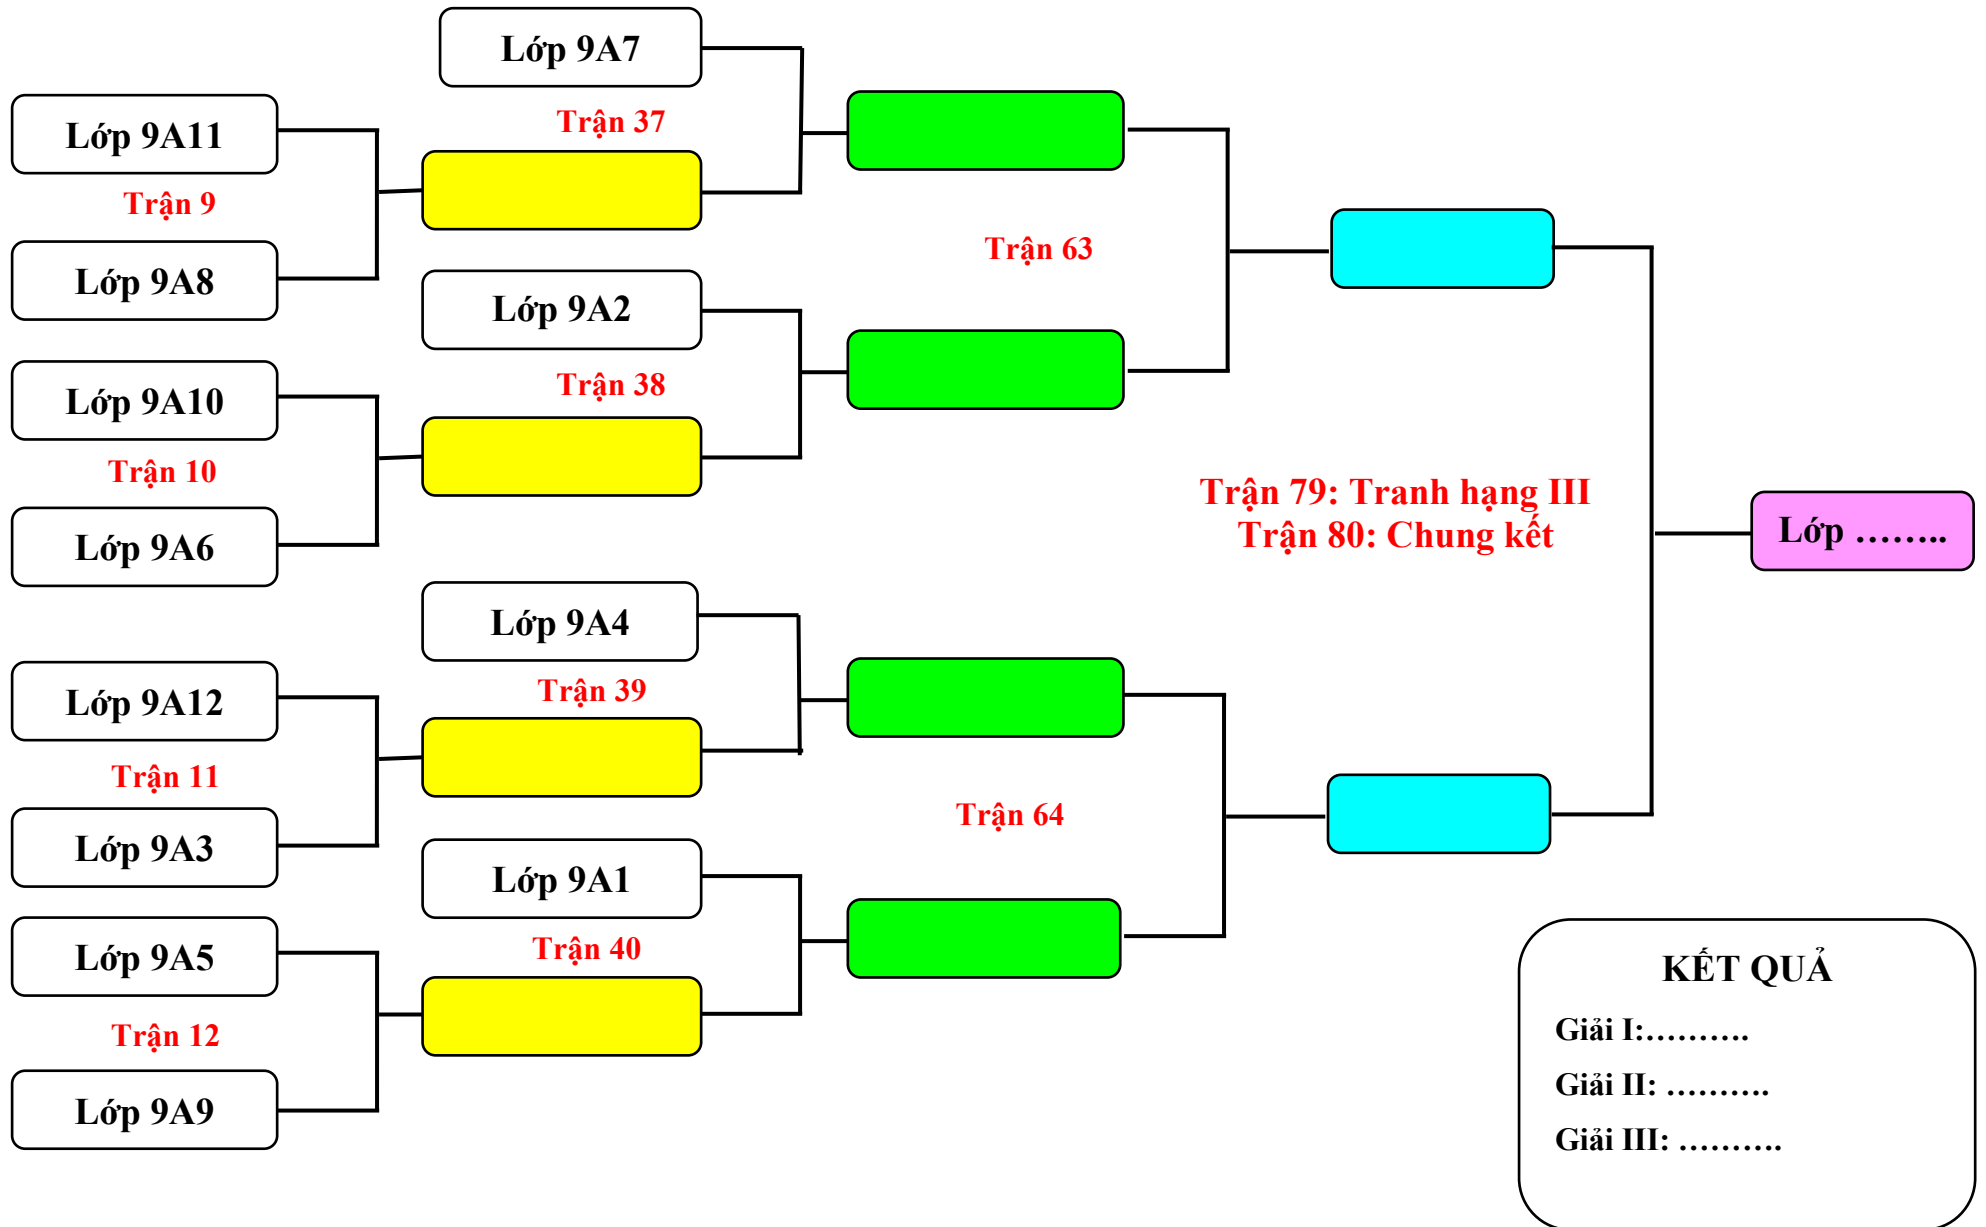 Lớp 9A7
Lớp 9A11
Trận 37
Trận 9
Lớp 9A8
Trận 63
Lớp 9A2
Lớp 9A10
Trận 38
Trận 10
Lớp 9A6
Trận 79: Tranh hạng III
Trận 80: Chung kết
Lớp ……..
Lớp 9A4
Lớp 9A12
Trận 39
Trận 11
Lớp 9A3
Trận 64
Lớp 9A1
Lớp 9A5
Trận 40
Trận 12
Lớp 9A9
KẾT QUẢ
Giải I:……….
Giải II: ……….
Giải III: ……….